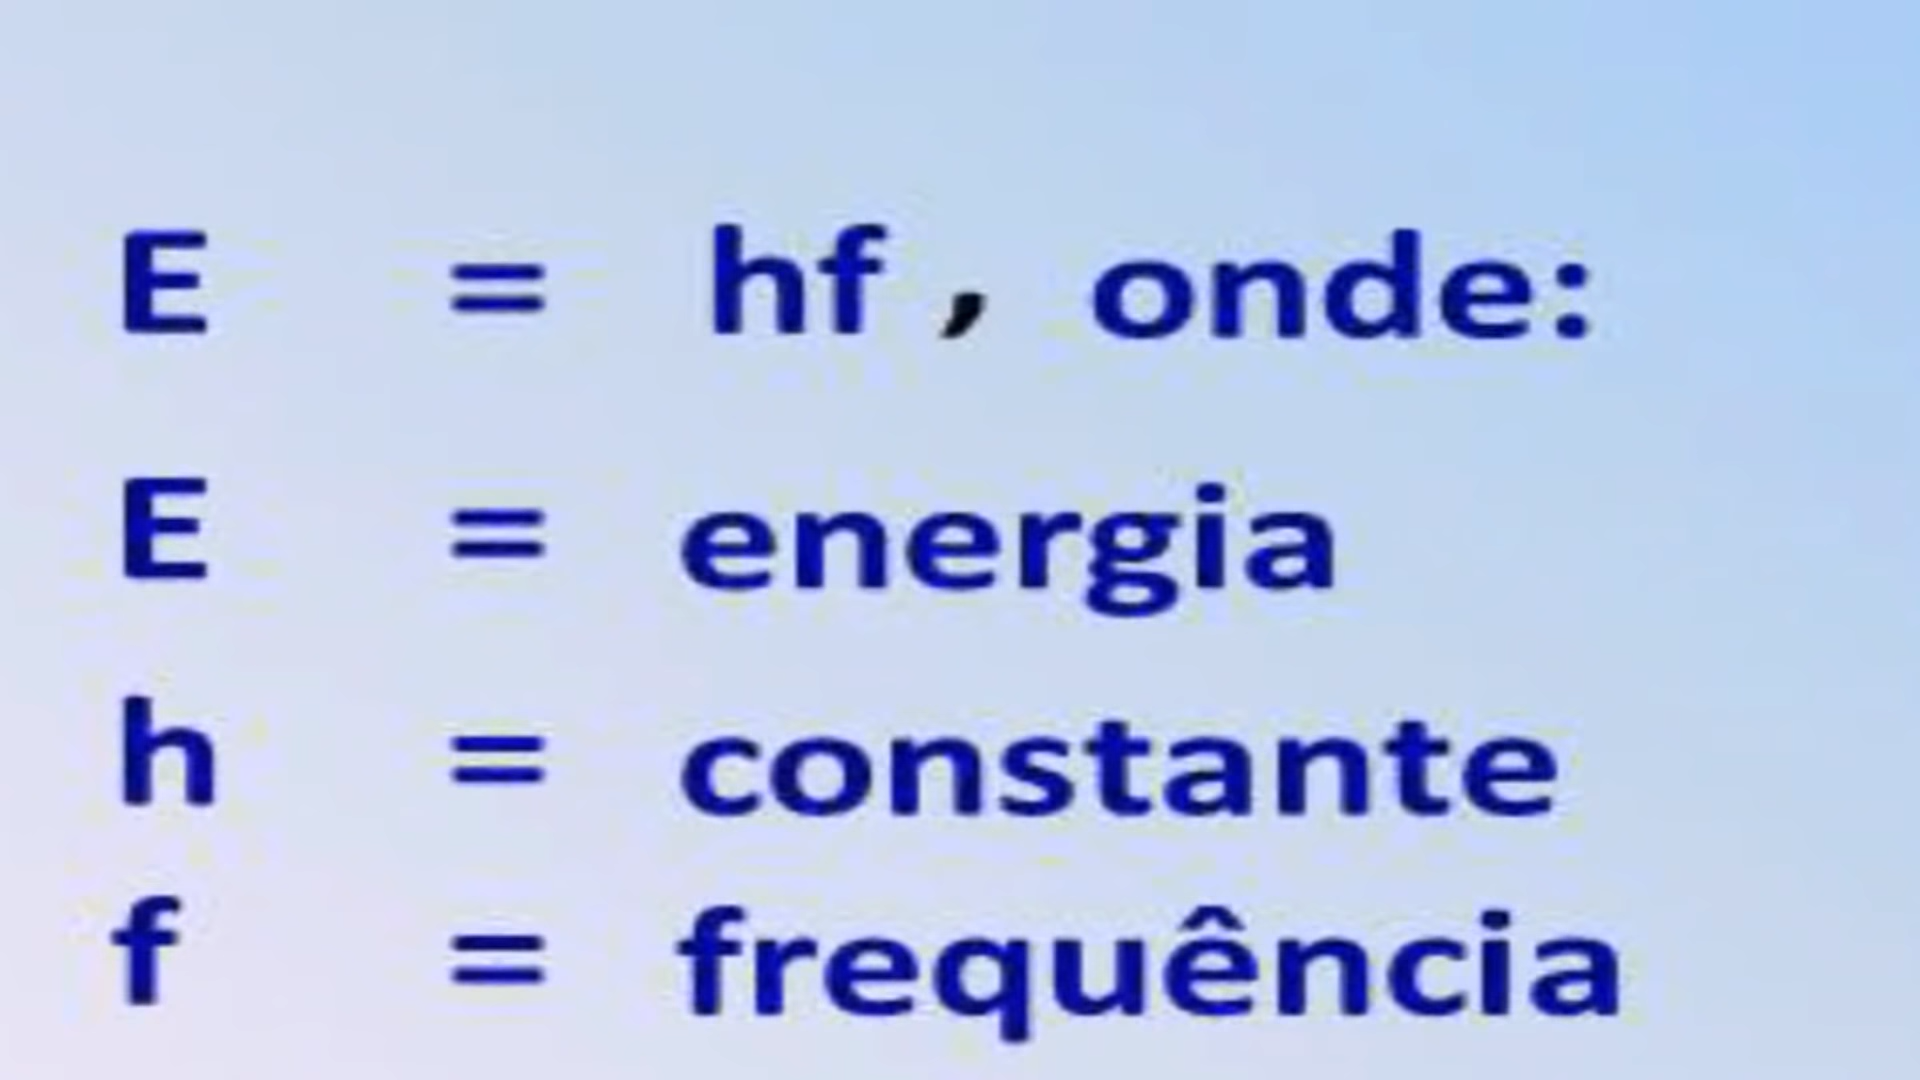 E = hf , onde:
E = energia
h = constante
f = frequência